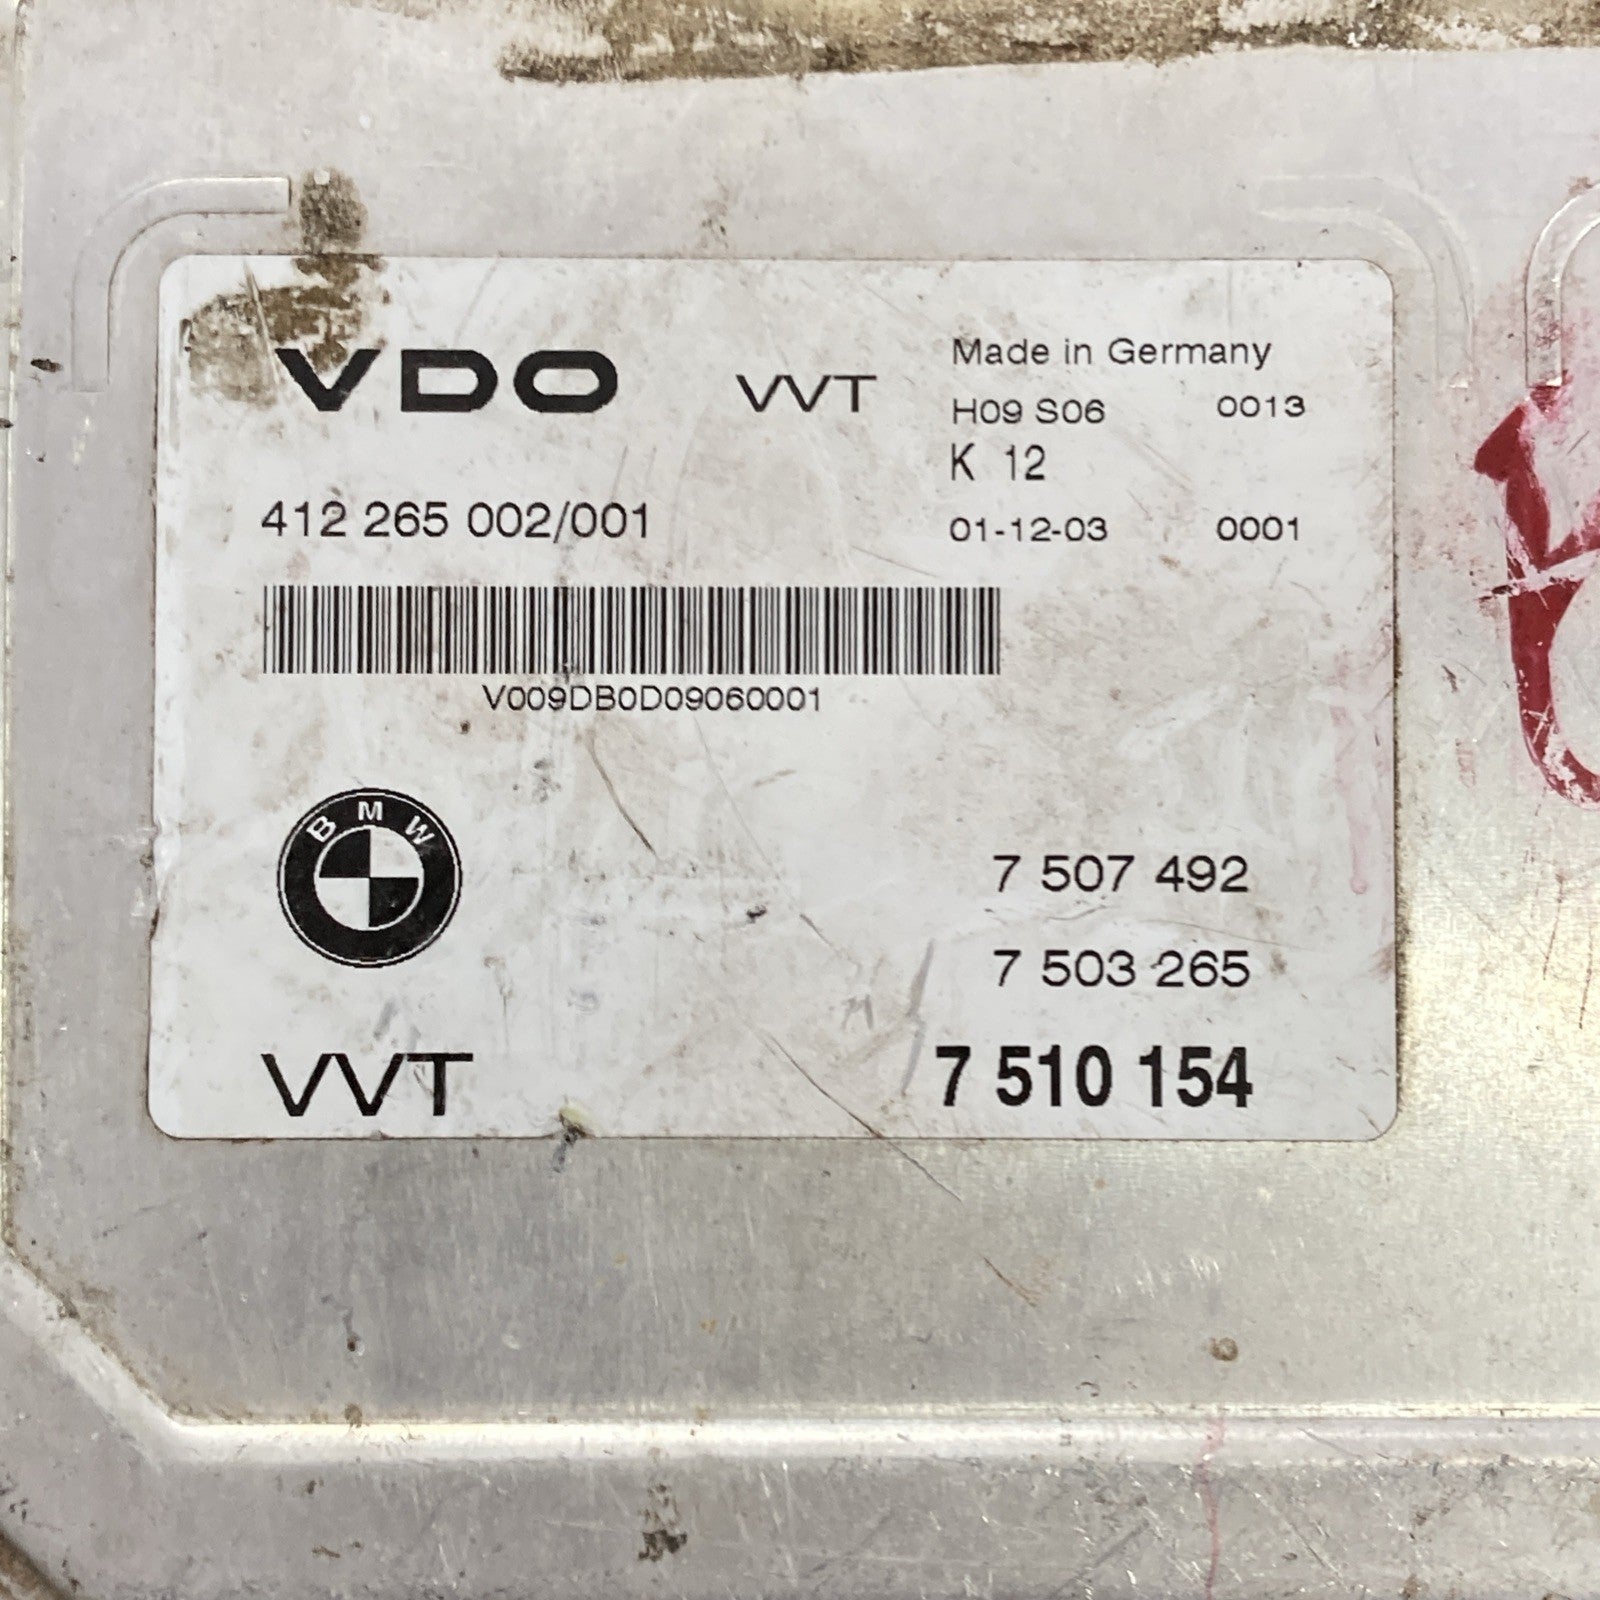 VDO VVT
Made in Germany
H09 S06 0013
K 12
412 265 002/001
01-12-03 0001
V009DB0D09060001
BMW
7 507 492
7 503 265
VVT 7 510 154